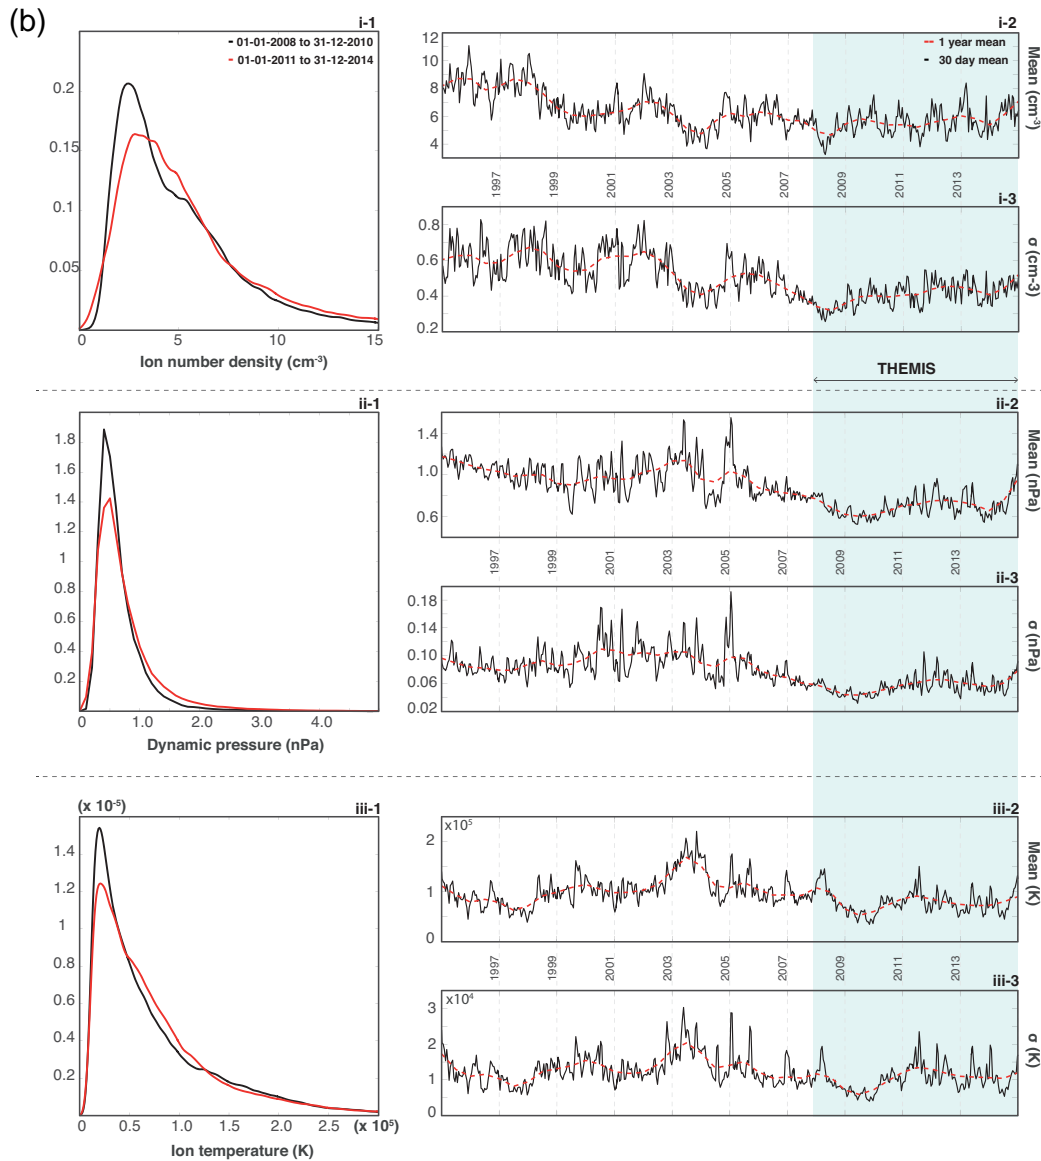 (b)
i-1
01-01-2008 to 31-12-2010
01-01-2011 to 31-12-2014
0.2
0.15
0.1
0.05
0 5 10 15
Ion number density (cm⁻³)
i-2
1 year mean
30 day mean
12
10
8
6
4
Mean (cm⁻³)
1997 1999 2001 2003 2005 2007 2009 2011 2013
i-3
0.8
0.6
0.4
0.2
σ (cm-3)
THEMIS
ii-1
1.8
1.6
1.4
1.2
1
0.8
0.6
0.4
0.2
0 1.0 2.0 3.0 4.0
Dynamic pressure (nPa)
ii-2
1.4
1.0
0.6
Mean (nPa)
1997 1999 2001 2003 2005 2007 2009 2011 2013
ii-3
0.18
0.14
0.10
0.06
0.02
σ (nPa)
(x 10⁻⁵)
iii-1
1.4
1.2
1
0.8
0.6
0.4
0.2
0 0.5 1.0 1.5 2.0 2.5
(x 10⁵)
Ion temperature (K)
iii-2
x10⁵
2
1
0
Mean (K)
1997 1999 2001 2003 2005 2007 2009 2011 2013
iii-3
x10⁴
3
2
1
0
σ (K)